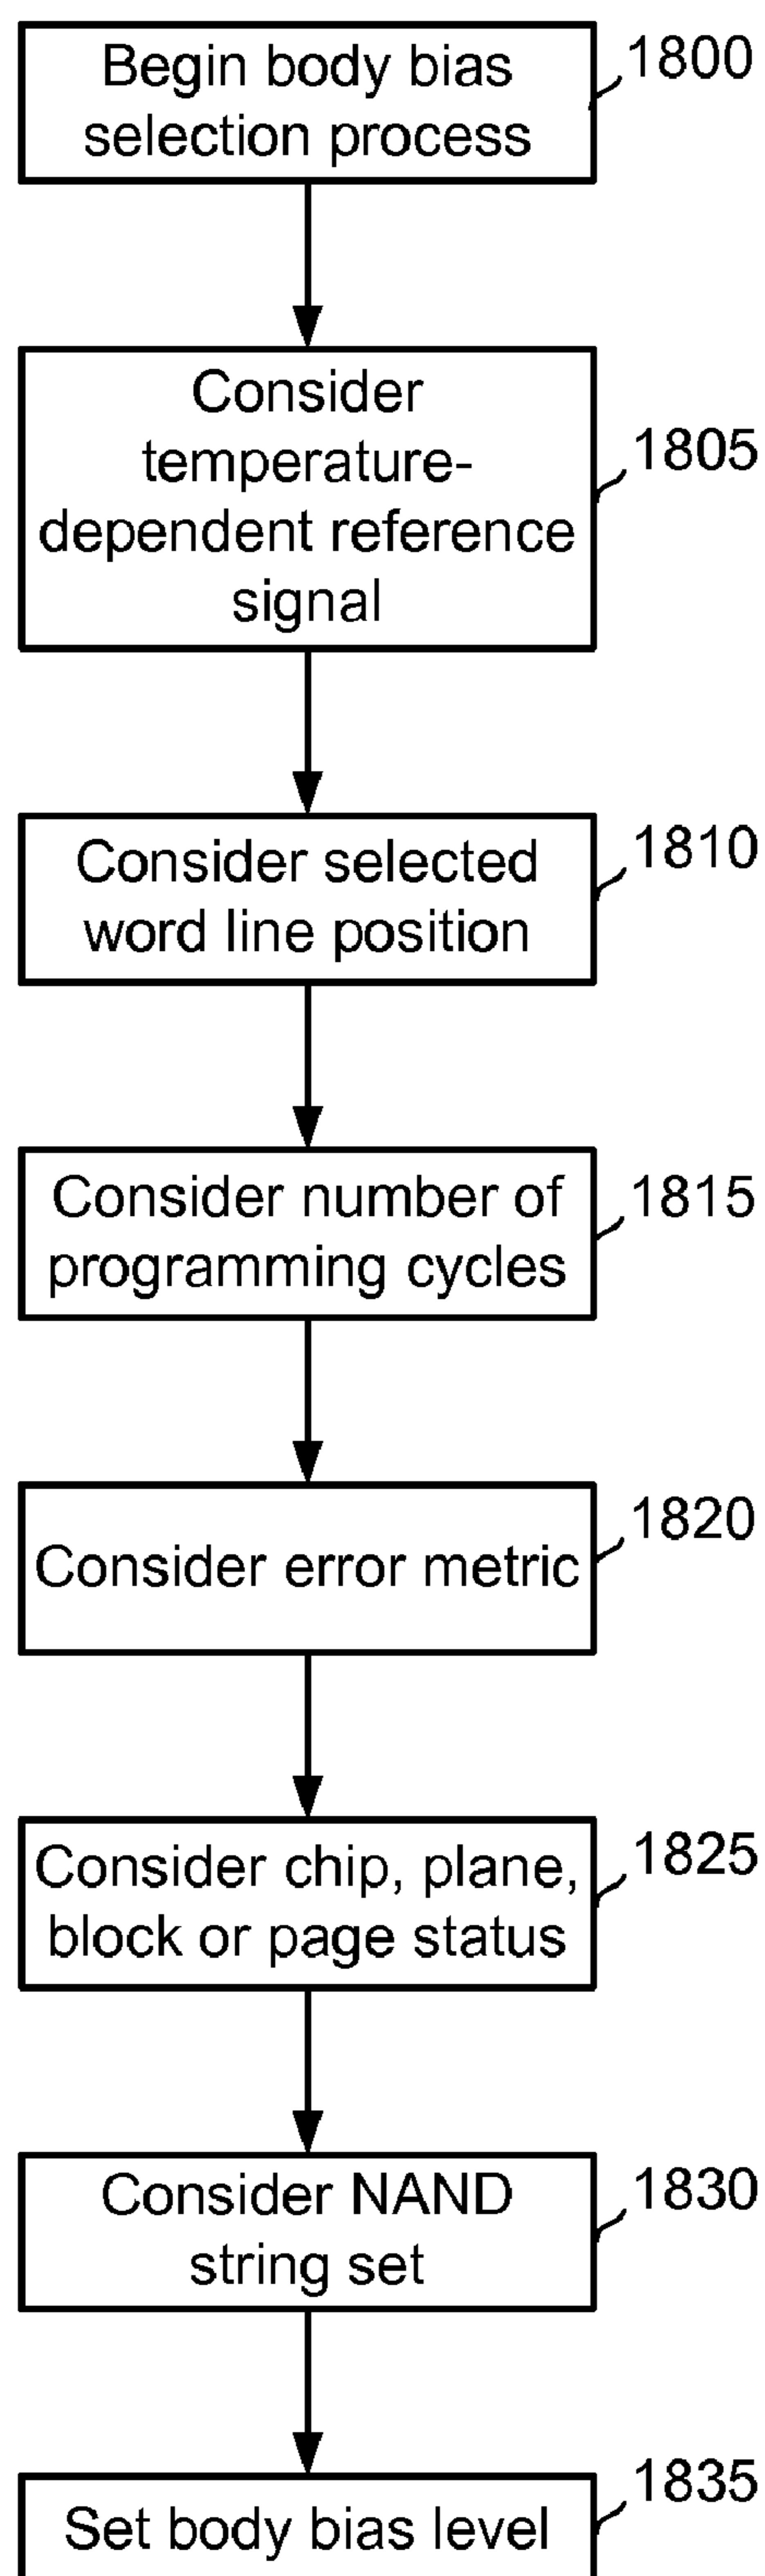 Begin body bias
selection process
1800
Consider
temperature-
dependent reference
signal
1805
Consider selected
word line position
1810
Consider number of
programming cycles
1815
Consider error metric
1820
Consider chip, plane,
block or page status
1825
Consider NAND
string set
1830
Set body bias level
1835